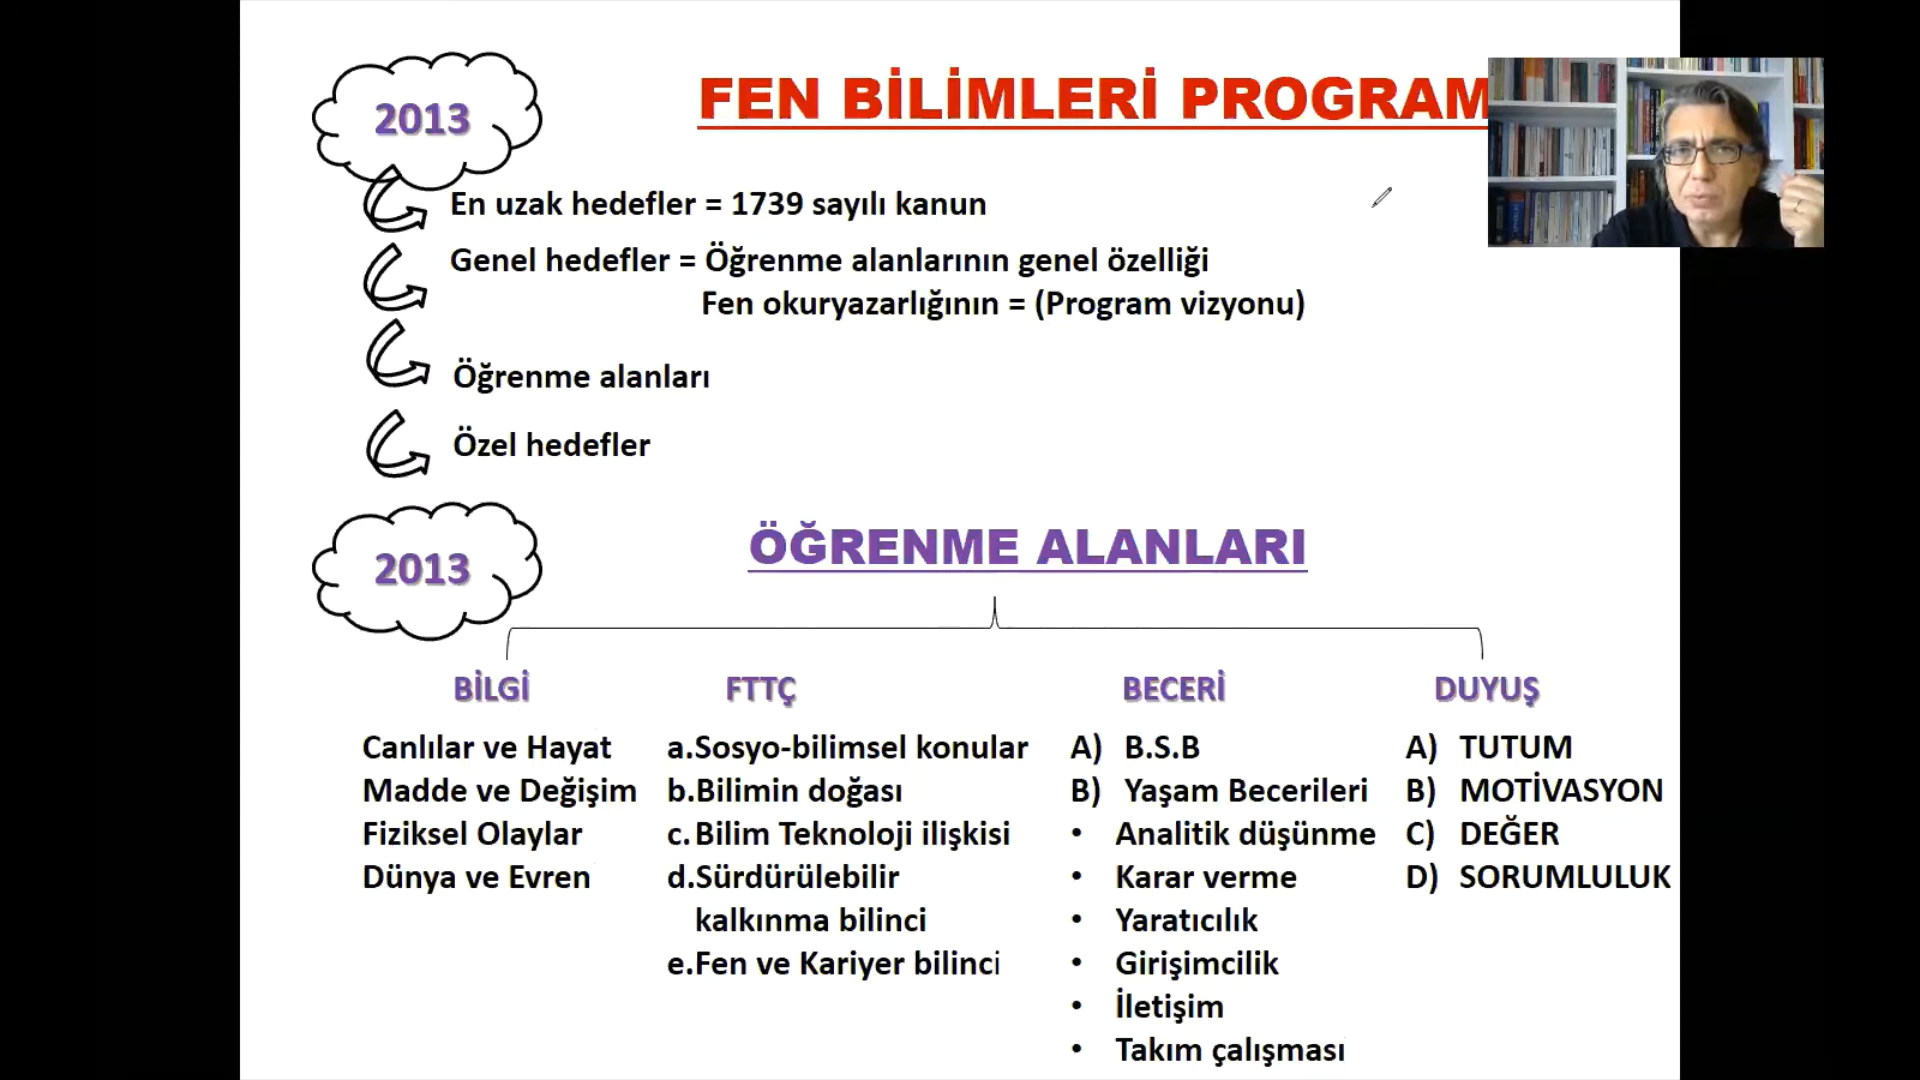 2013
FEN BİLİMLERİ PROGRAM
En uzak hedefler = 1739 sayılı kanun
Genel hedefler = Öğrenme alanlarının genel özelliği
Fen okuryazarlığının = (Program vizyonu)
Öğrenme alanları
Özel hedefler
2013
ÖĞRENME ALANLARI
BİLGİ
Canlılar ve Hayat
Madde ve Değişim
Fiziksel Olaylar
Dünya ve Evren
FTTÇ
a.Sosyo-bilimsel konular
b.Bilimin doğası
c.Bilim Teknoloji ilişkisi
d.Sürdürülebilir
kalkınma bilinci
e.Fen ve Kariyer bilinci
BECERİ
A) B.S.B
B) Yaşam Becerileri
• Analitik düşünme
• Karar verme
• Yaratıcılık
• Girişimcilik
• İletişim
• Takım çalışması
DUYUŞ
A) TUTUM
B) MOTİVASYON
C) DEĞER
D) SORUMLULUK